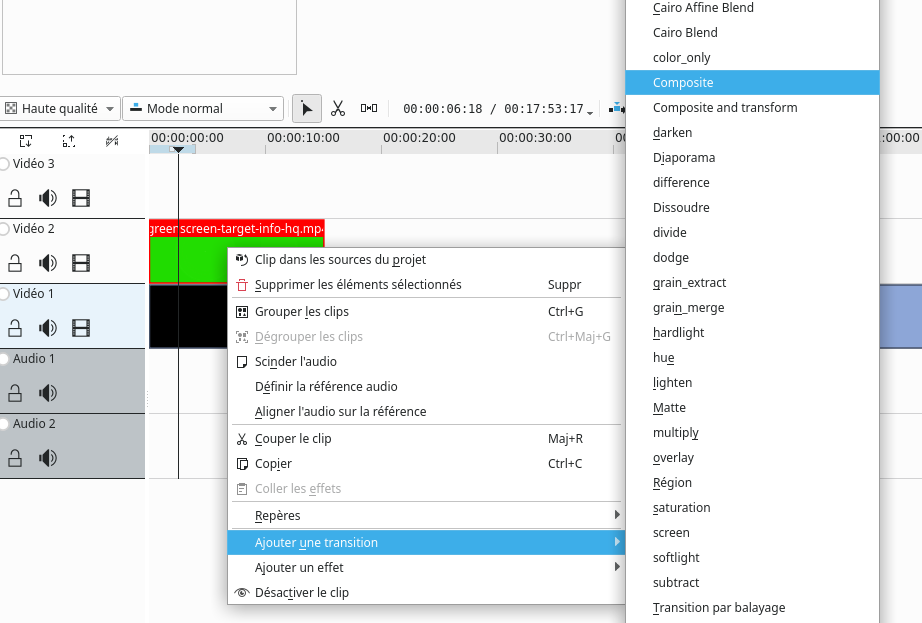 Haute qualité
Mode normal
00:00:06:18 / 00:17:53:17
00:00:00:00
00:00:10:00
00:00:20:00
00:00:30:00
00
:00:00
Vidéo 3
Vidéo 2
greenscreen-target-info-hq.mp4
Vidéo 1
Audio 1
Audio 2
Clip dans les sources du projet
Supprimer les éléments sélectionnés Suppr
Grouper les clips Ctrl+G
Dégrouper les clips Ctrl+Maj+G
Scinder l'audio
Définir la référence audio
Aligner l'audio sur la référence
Couper le clip Maj+R
Copier Ctrl+C
Coller les effets
Repères
Ajouter une transition
Ajouter un effet
Désactiver le clip
Cairo Affine Blend
Cairo Blend
color_only
Composite
Composite and transform
darken
Diaporama
difference
Dissoudre
divide
dodge
grain_extract
grain_merge
hardlight
hue
lighten
Matte
multiply
overlay
Région
saturation
screen
softlight
subtract
Transition par balayage